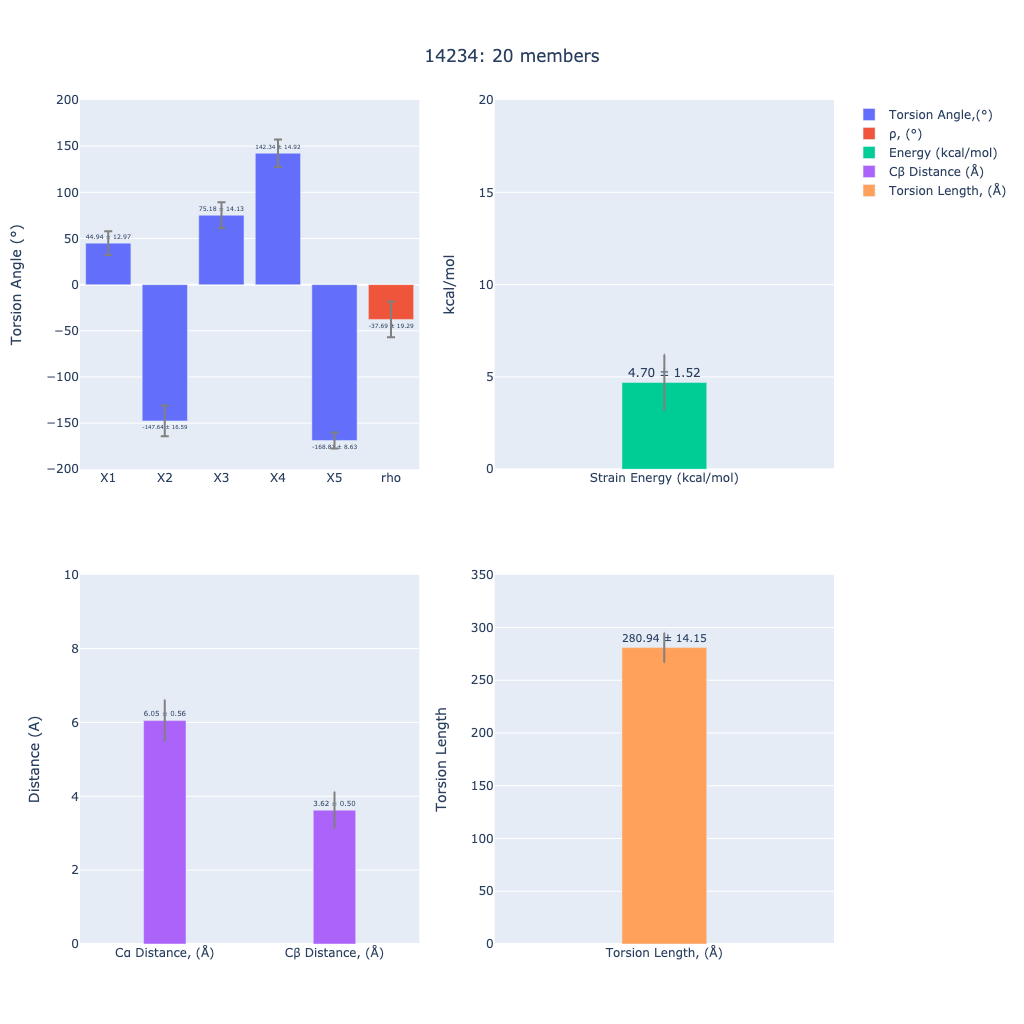 14234: 20 members
Torsion Angle (°)
200
150
100
50
0
−50
−100
−150
−200
44.94 ± 12.97
-147.64 ± 16.59
75.18 ± 14.13
142.34 ± 14.92
± 8.63
-37.69 ± 19.29
X1 X2 X3 X4 X5 rho
kcal/mol
20
15
10
5
0
4.70 ± 1.52
Strain Energy (kcal/mol)
Torsion Angle,(°)
ρ, (°)
Energy (kcal/mol)
Cβ Distance (Å)
Torsion Length, (Å)
Distance (A)
10
8
6
4
2
0
6.05 ± 0.56
3.62 ± 0.50
Cα Distance, (Å) Cβ Distance, (Å)
Torsion Length
350
300
250
200
150
100
50
0
280.94 ± 14.15
Torsion Length, (Å)